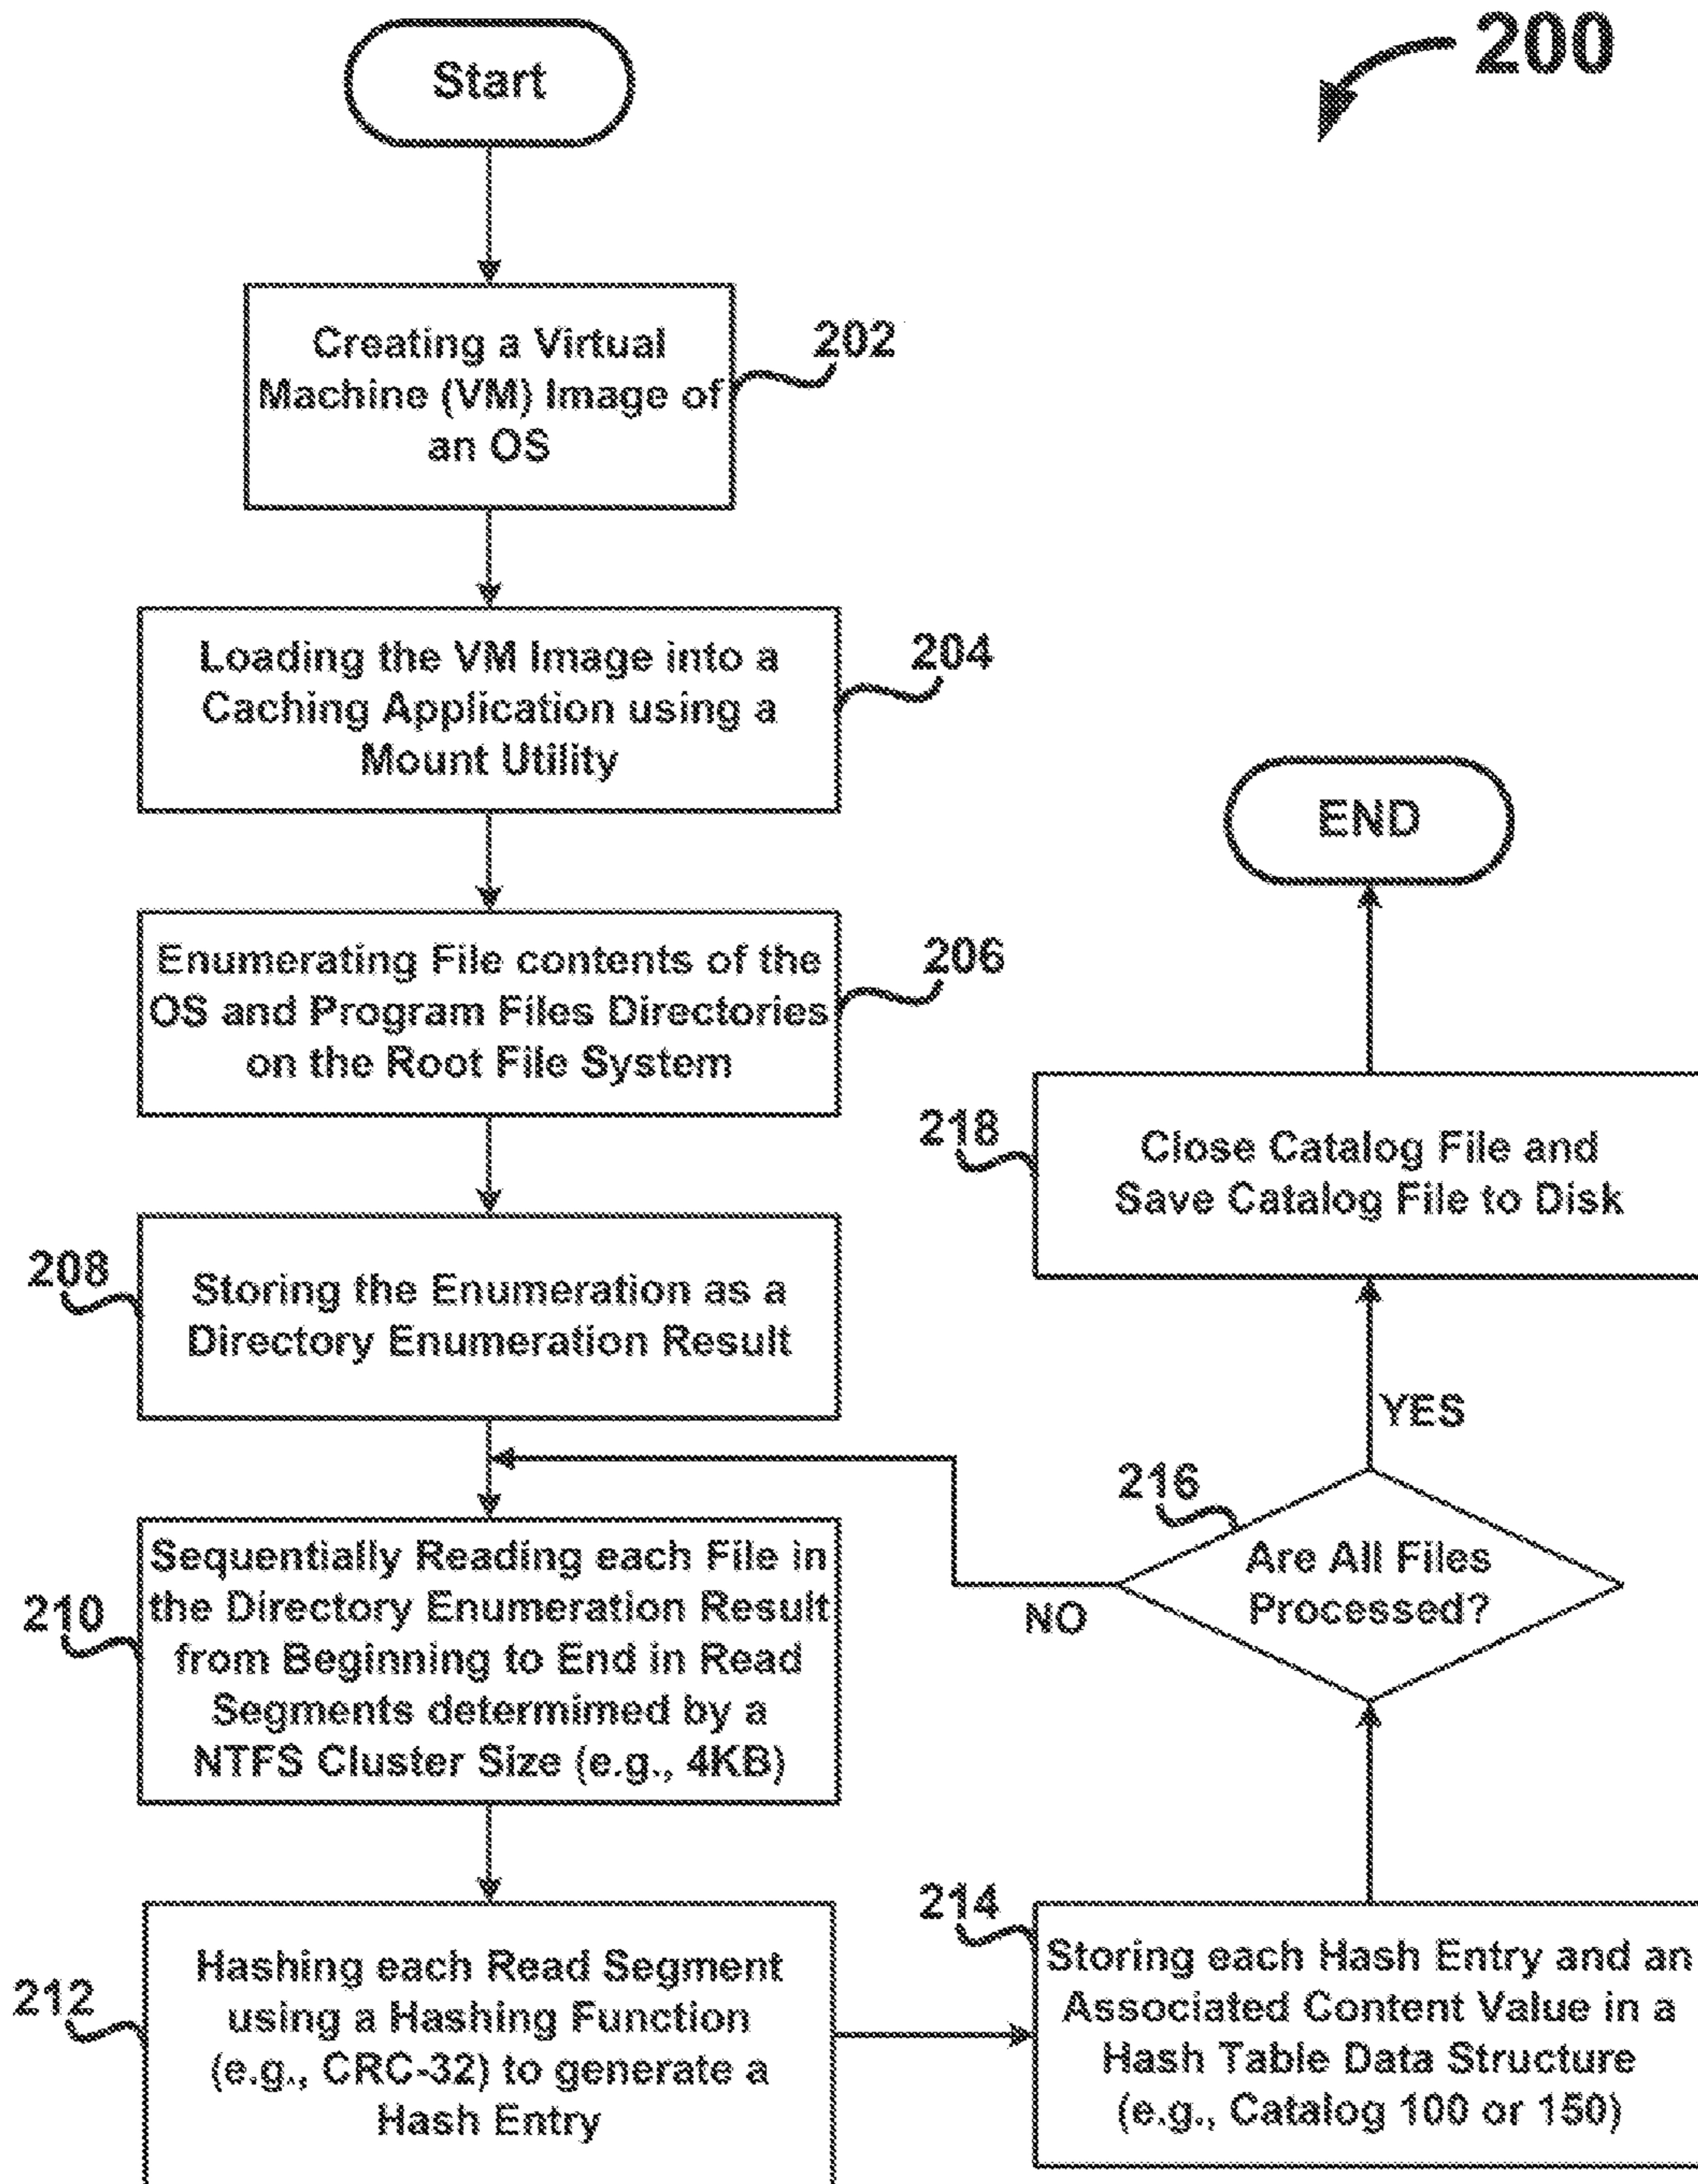 200
Start
Creating a Virtual
Machine (VM) Image of
an OS
202
Loading the VM Image into a
Caching Application using a
Mount Utility
204
Enumerating File contents of the
OS and Program Files Directories
on the Root File System
206
208
Storing the Enumeration as a
Directory Enumeration Result
210
Sequentially Reading each File in
the Directory Enumeration Result
from Beginning to End in Read
Segments determimed by a
NTFS Cluster Size (e.g., 4KB)
212
Hashing each Read Segment
using a Hashing Function
(e.g., CRC-32) to generate a
Hash Entry
214
Storing each Hash Entry and an
Associated Content Value in a
Hash Table Data Structure
(e.g., Catalog 100 or 150)
216
Are All Files
Processed?
NO
YES
218
Close Catalog File and
Save Catalog File to Disk
END